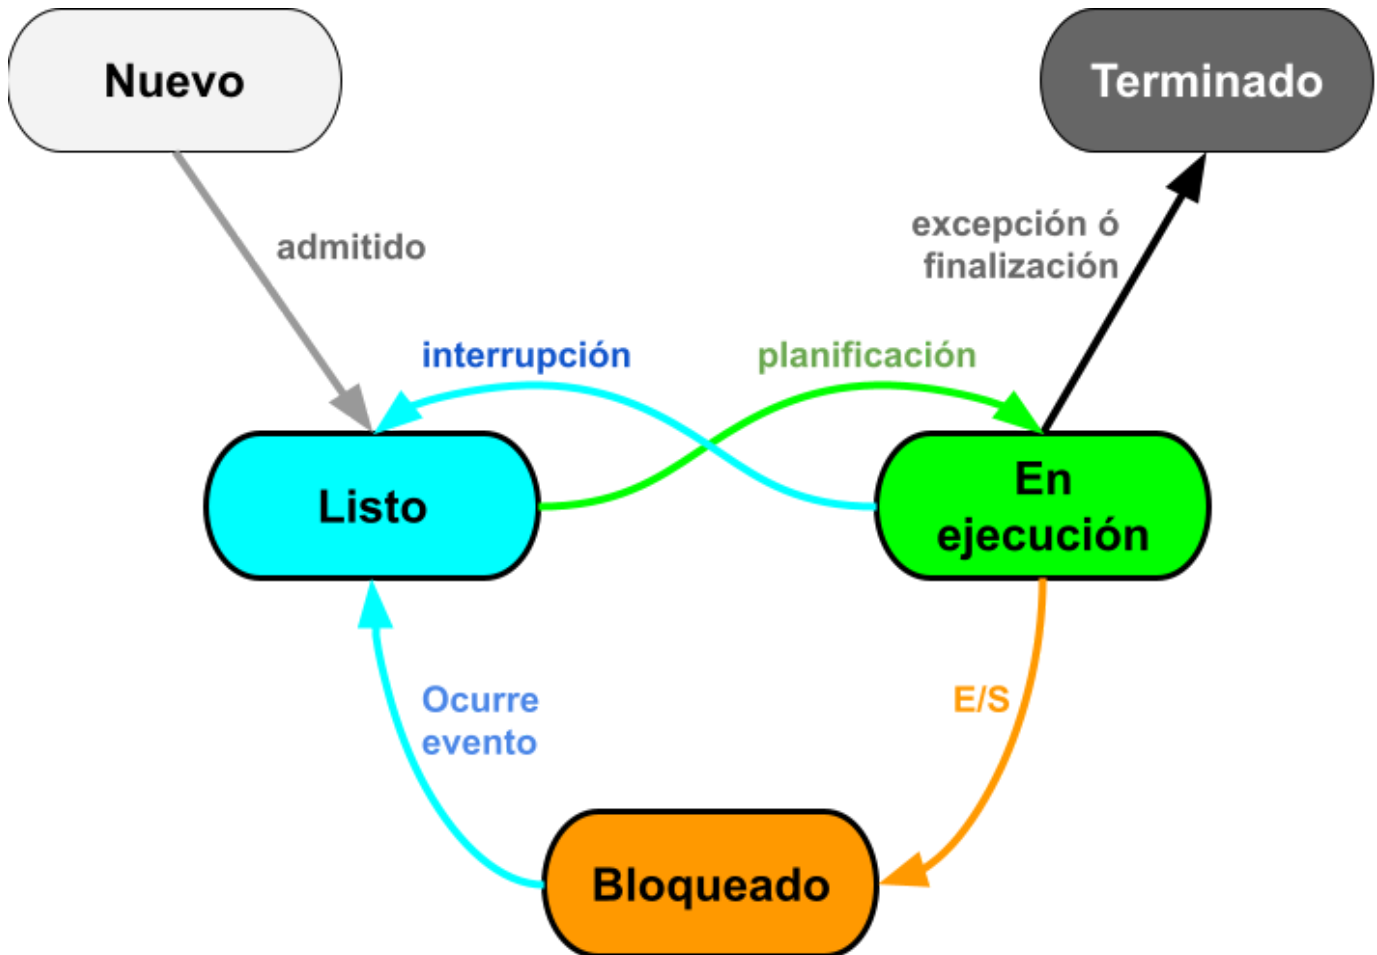 Nuevo
Terminado
admitido
excepción ó
finalización
interrupción
planificación
Listo
En
ejecución
Ocurre
evento
E/S
Bloqueado